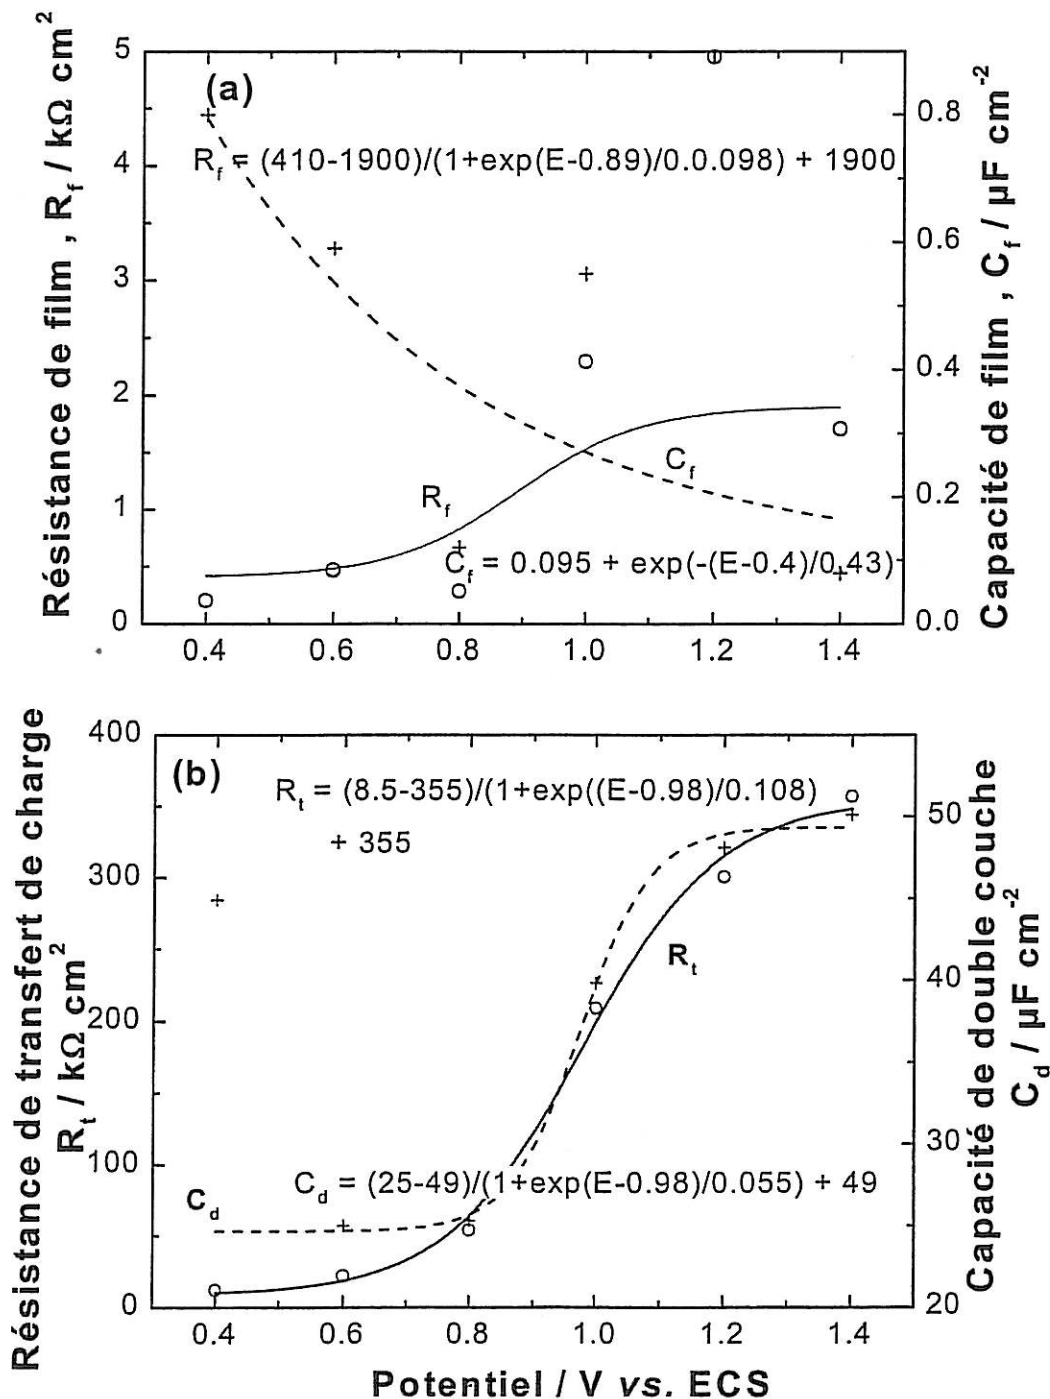 5
4
3
2
1
0
Résistance de film , R_f / kΩ cm²
(a)
R_f = (410-1900)/(1+exp(E-0.89)/0.0.098) + 1900
C_f
R_f
C_f = 0.095 + exp(-(E-0.4)/0.43)
0.8
0.6
0.4
0.2
0.0
Capacité de film , C_f / µF cm⁻²
0.4 0.6 0.8 1.0 1.2 1.4
400
300
200
100
0
Résistance de transfert de charge
R_t / kΩ cm²
(b)
R_t = (8.5-355)/(1+exp((E-0.98)/0.108)
+ 355
R_t
C_d
C_d = (25-49)/(1+exp(E-0.98)/0.055) + 49
50
40
30
20
Capacité de double couche
C_d / µF cm⁻²
0.4 0.6 0.8 1.0 1.2 1.4
Potentiel / V vs. ECS